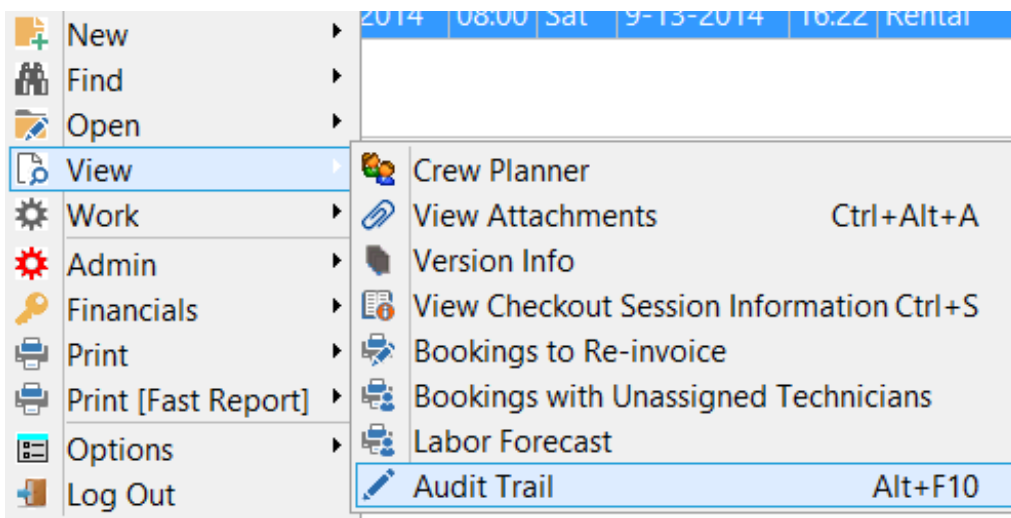 2014 08:00 Sat 9-13-2014 16:22 Rental
New
Find
Open
View
Work
Admin
Financials
Print
Print [Fast Report]
Options
Log Out
Crew Planner
View Attachments Ctrl+Alt+A
Version Info
View Checkout Session Information Ctrl+S
Bookings to Re-invoice
Bookings with Unassigned Technicians
Labor Forecast
Audit Trail Alt+F10